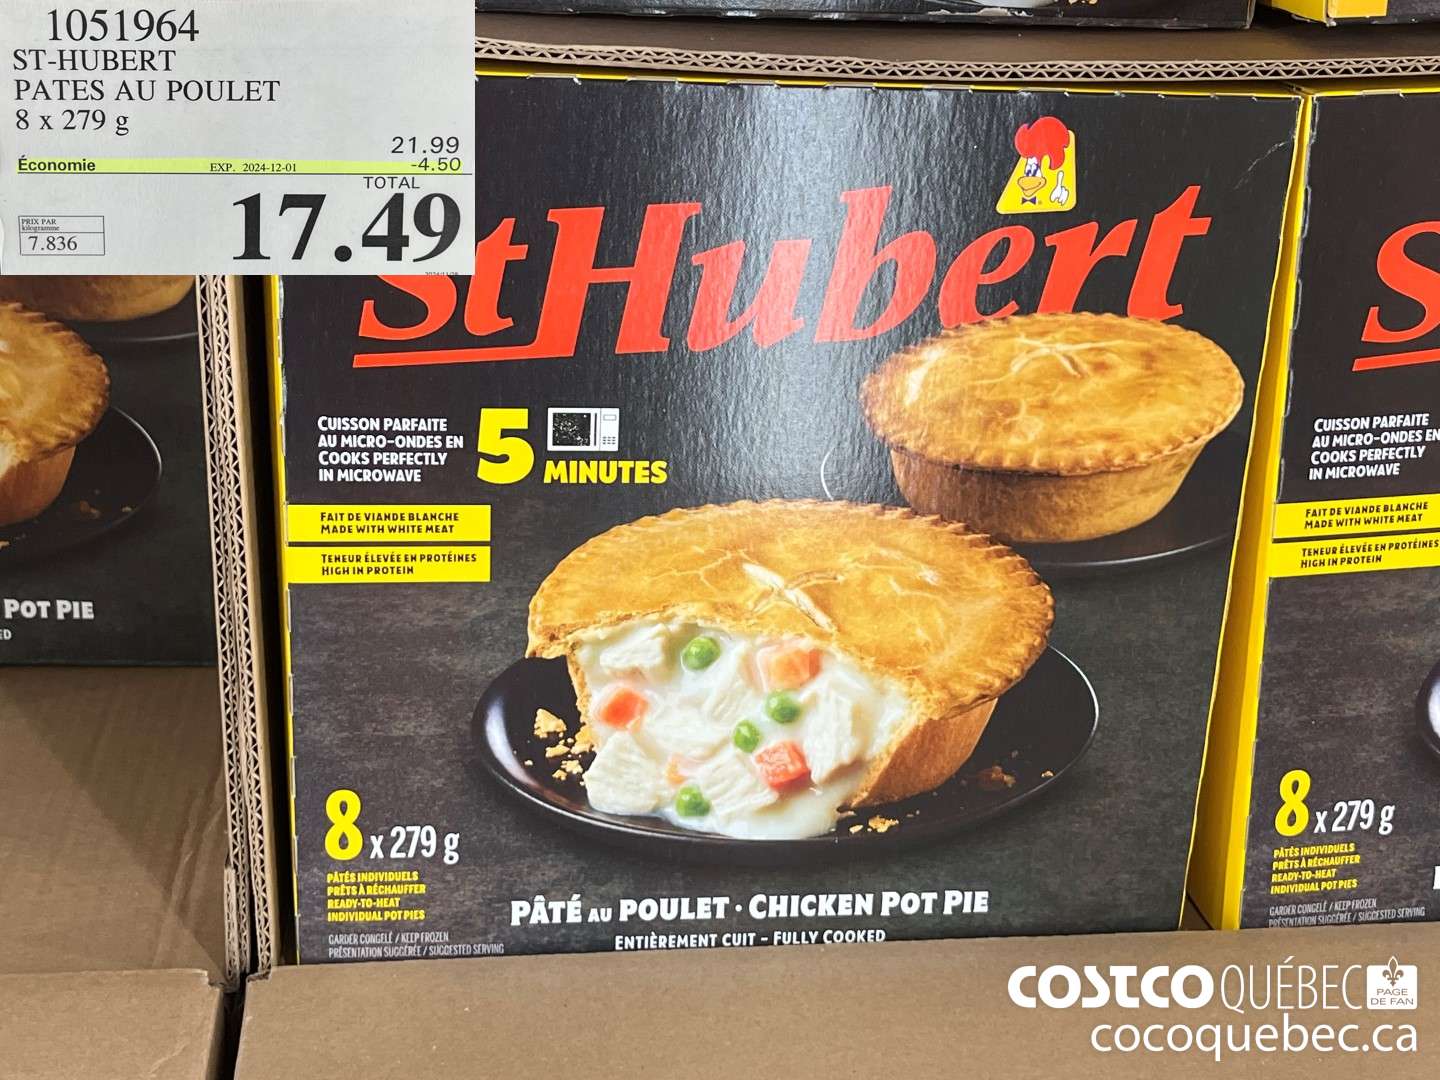 1051964
ST-HUBERT
PATES AU POULET
8 x 279 g
21.99
Économie EXP. 2024-12-01 -4.50
TOTAL
17.49
PRIX PAR
kilogramme
7.836
StHubert
CUISSON PARFAITE
AU MICRO-ONDES EN
COOKS PERFECTLY
IN MICROWAVE
5
MINUTES
FAIT DE VIANDE BLANCHE
MADE WITH WHITE MEAT
TENEUR ÉLEVÉE EN PROTÉINES
HIGH IN PROTEIN
8 x 279 g
PÂTÉS INDIVIDUELS
PRÊTS À RÉCHAUFFER
READY-TO-HEAT
INDIVIDUAL POT PIES
GARDER CONGELÉ / KEEP FROZEN
PRÉSENTATION SUGGÉRÉE / SUGGESTED SERVING
PÂTÉ AU POULET • CHICKEN POT PIE
ENTIÈREMENT CUIT – FULLY COOKED
POT PIE
ED
S
CUISSON PARFAITE
AU MICRO-ONDES EN
COOKS PERFECTLY
IN MICROWAVE
FAIT DE VIANDE BLANCHE
MADE WITH WHITE MEAT
TENEUR ÉLEVÉE EN PROTÉINES
HIGH IN PROTEIN
8 x 279 g
PÂTÉS INDIVIDUELS
PRÊTS À RÉCHAUFFER
READY-TO-HEAT
INDIVIDUAL POT PIES
GARDER CONGELÉ / KEEP FROZEN
PRÉSENTATION SUGGÉRÉE / SUGGESTED SERVING
COSTCO QUÉBEC PAGE
DE FAN
cocoquebec.ca